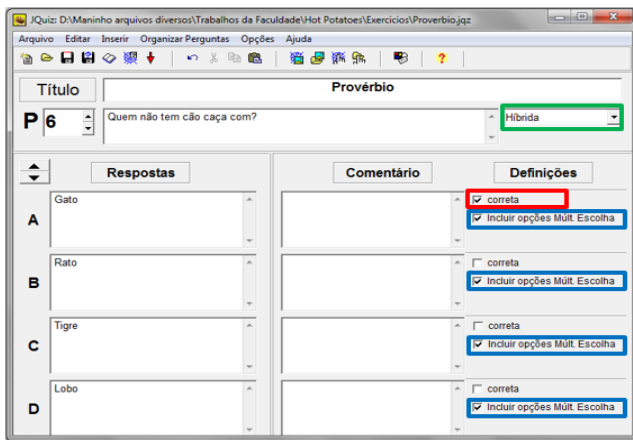 JQuiz: D:\Maninho arquivos diversos\Trabalhos da Faculdade\Hot Potatoes\Exercicios\Proverbio.jqz
Arquivo Editar Inserir Organizar Perguntas Opções Ajuda
Título Provérbio
P 6 Quem não tem cão caça com? Híbrida
Respostas Comentário Definições
A Gato correta
Incluir opções Múlt. Escolha
B Rato correta
Incluir opções Múlt. Escolha
C Tigre correta
Incluir opções Múlt. Escolha
D Lobo correta
Incluir opções Múlt. Escolha